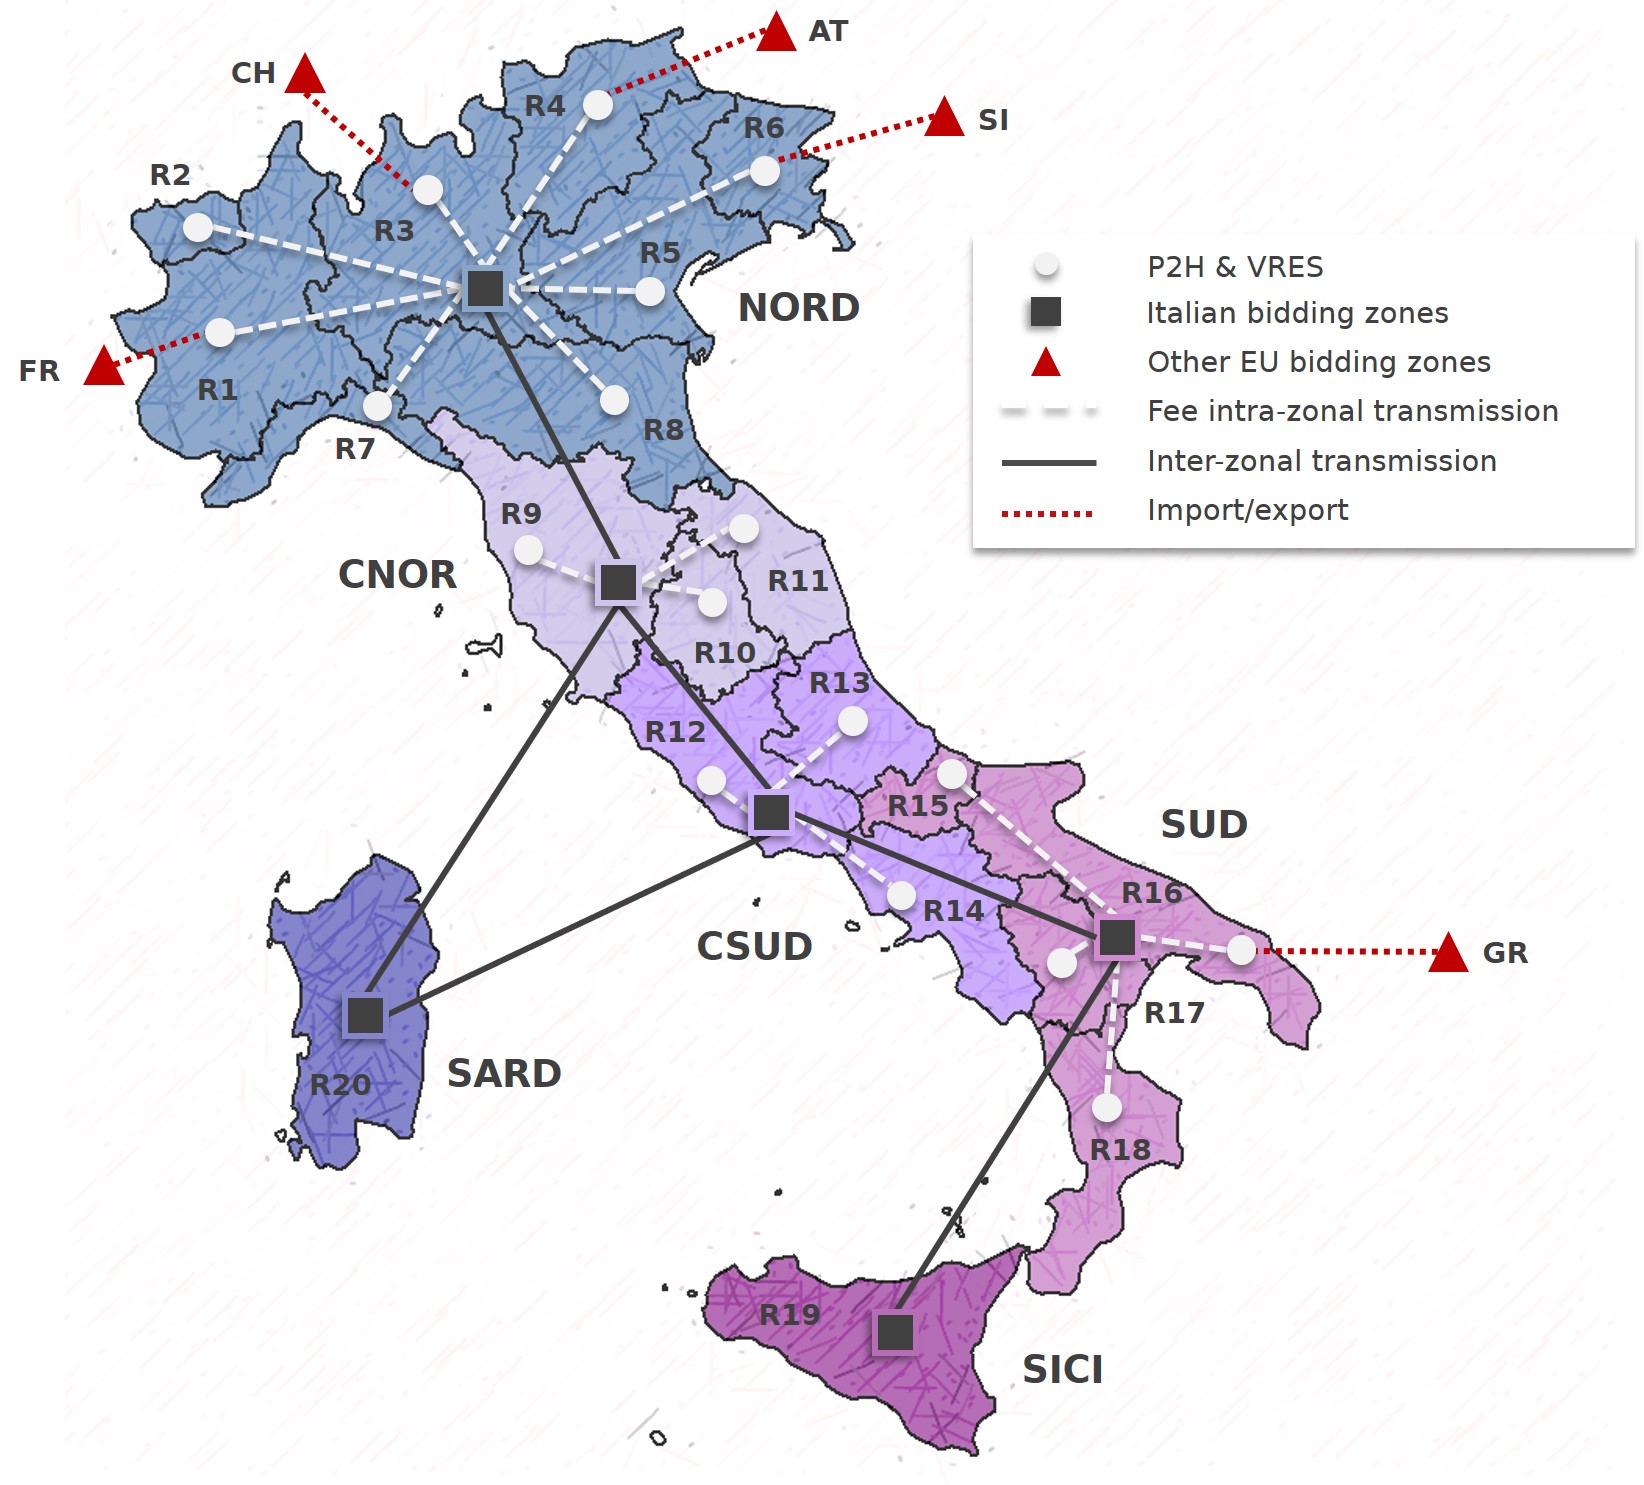 AT
CH
R4
SI
R6
R2
R3
R5
NORD
FR
R1
R7
R8
P2H & VRES
Italian bidding zones
Other EU bidding zones
Fee intra-zonal transmission
Inter-zonal transmission
Import/export
R9
CNOR
R11
R10
R13
R12
R15
SUD
R16
R14
CSUD
GR
R17
SARD
R20
R18
R19
SICI